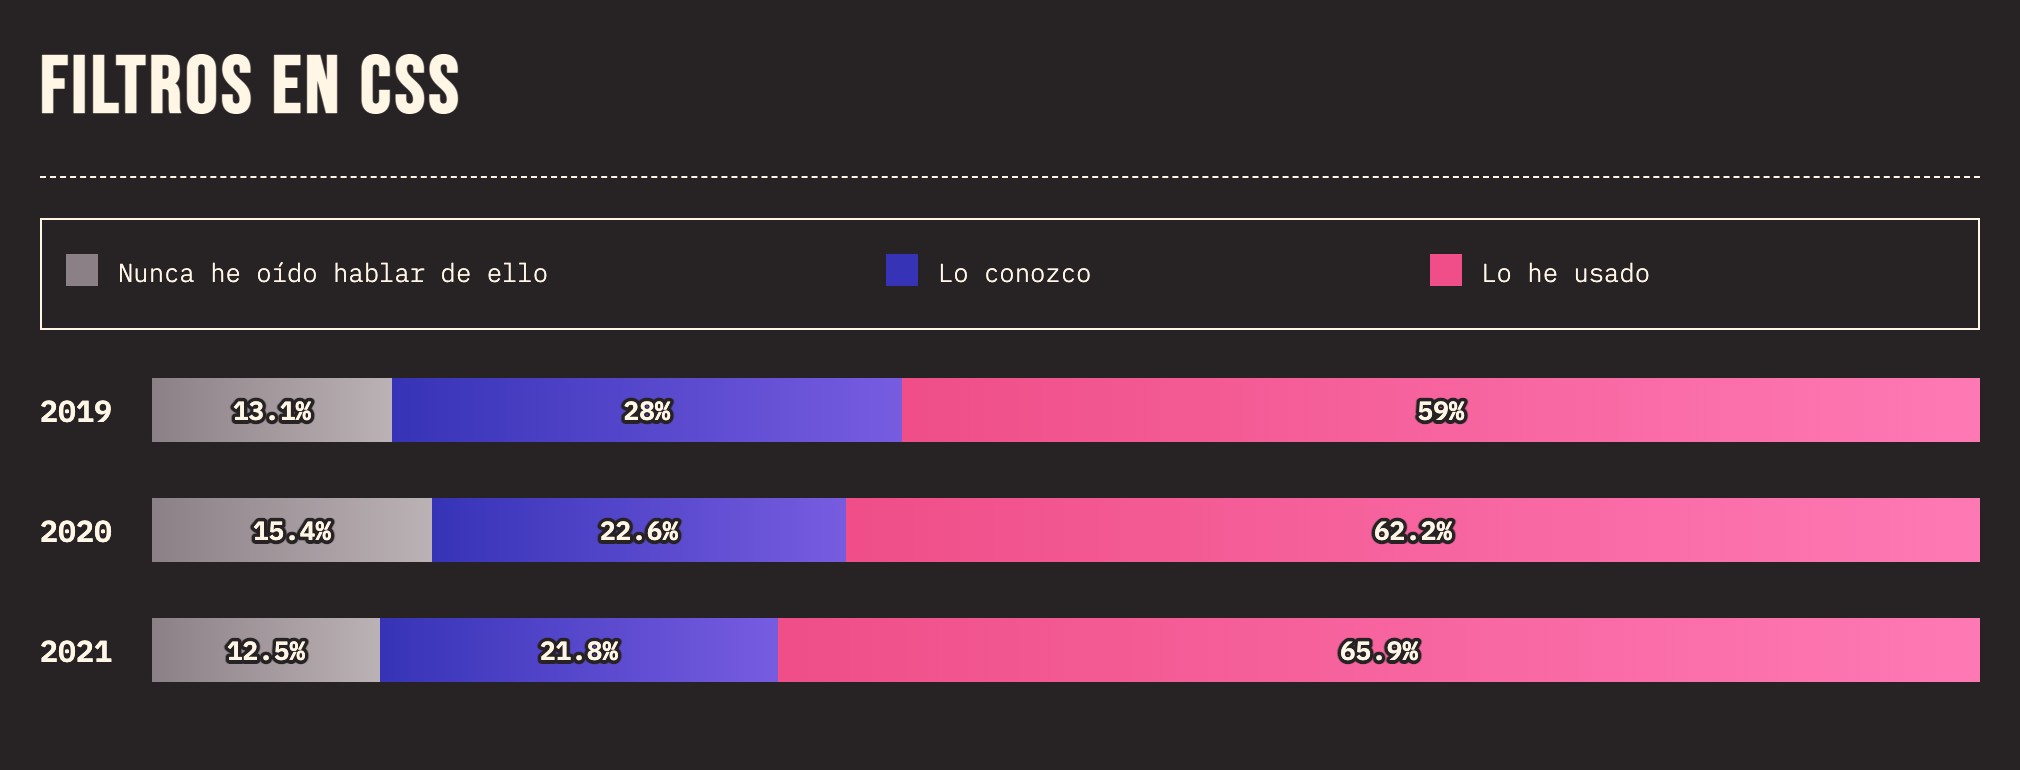 FILTROS EN CSS
Nunca he oído hablar de ello Lo conozco Lo he usado
2019 13.1% 28% 59%
2020 15.4% 22.6% 62.2%
2021 12.5% 21.8% 65.9%